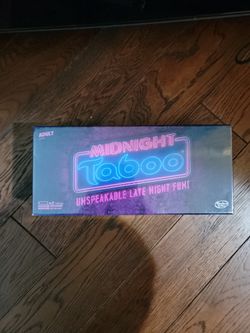 ADULT
MIDNIGHT
Taboo
UNSPEAKABLE LATE NIGHT FUN!